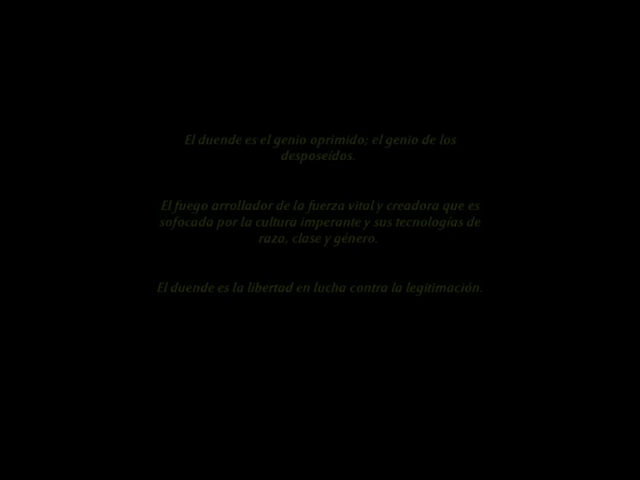 El duende es el genio oprimido; el genio de los
desposeídos.
El fuego arrollador de la fuerza vital y creadora que es
sofocada por la cultura imperante y sus tecnologías de
raza, clase y género.
El duende es la libertad en lucha contra la legitimación.